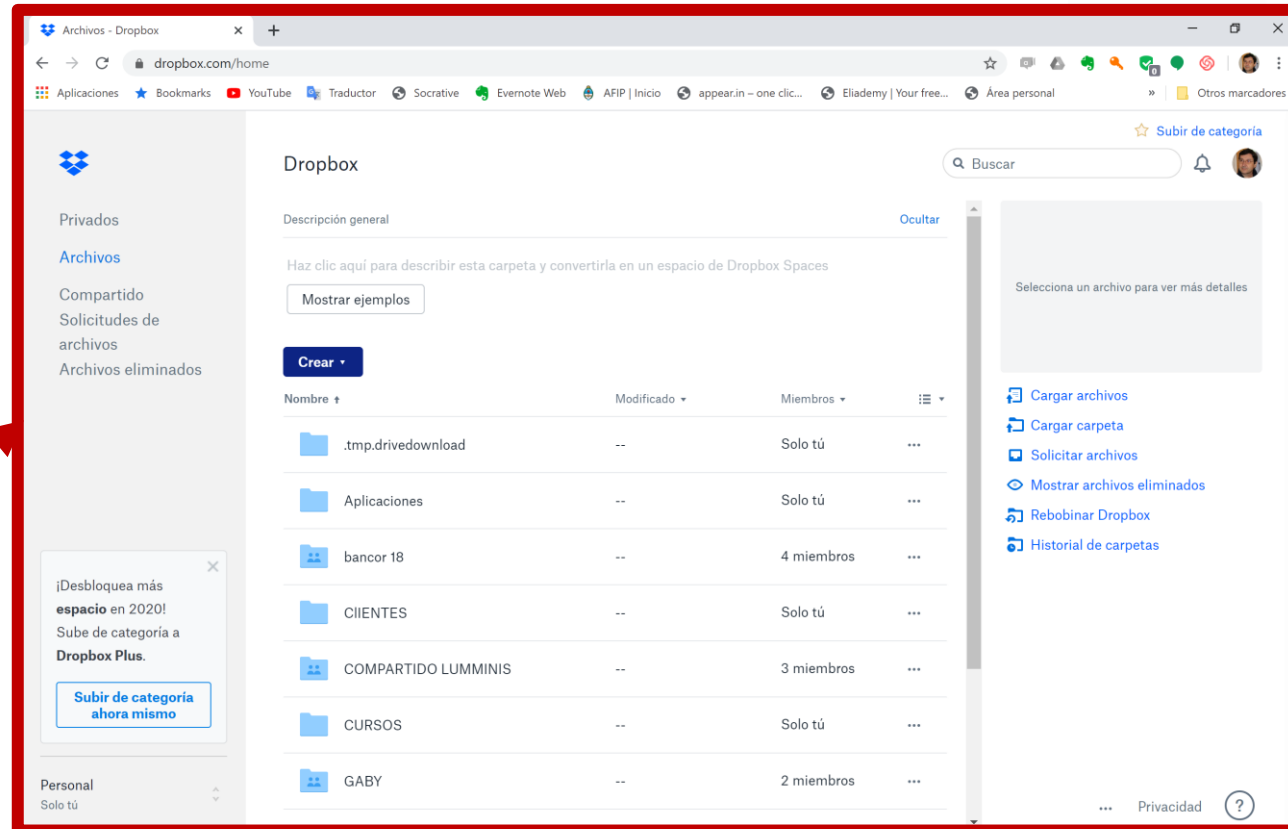 Archivos - Dropbox
dropbox.com/home
Aplicaciones Bookmarks YouTube Traductor Socrative Evernote Web AFIP | Inicio appear.in – one clic... Eliademy | Your free... Área personal » Otros marcadores
0
Subir de categoría
Dropbox
Buscar
Privados
Archivos
Compartido
Solicitudes de
archivos
Archivos eliminados
¡Desbloquea más
espacio en 2020!
Sube de categoría a
Dropbox Plus.
Subir de categoría
ahora mismo
Personal
Solo tú
Descripción general Ocultar
Haz clic aquí para describir esta carpeta y convertirla en un espacio de Dropbox Spaces
Mostrar ejemplos
Crear
Nombre Modificado Miembros
.tmp.drivedownload -- Solo tú ...
Aplicaciones -- Solo tú ...
bancor 18 -- 4 miembros ...
ClIENTES -- Solo tú ...
COMPARTIDO LUMMINIS -- 3 miembros ...
CURSOS -- Solo tú ...
GABY -- 2 miembros ...
Selecciona un archivo para ver más detalles
Cargar archivos
Cargar carpeta
Solicitar archivos
Mostrar archivos eliminados
Rebobinar Dropbox
Historial de carpetas
... Privacidad ?